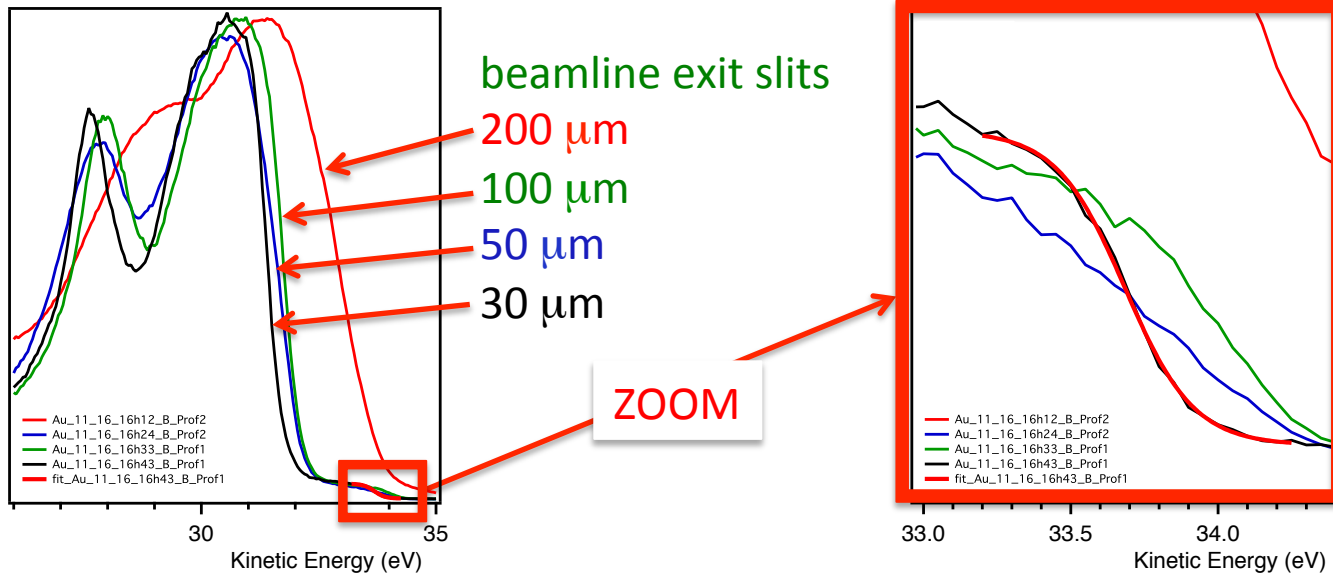 beamline exit slits
200 μm
100 μm
50 μm
30 μm
ZOOM
Au_11_16_16h12_B_Prof2
Au_11_16_16h24_B_Prof2
Au_11_16_16h33_B_Prof1
Au_11_16_16h43_B_Prof1
fit_Au_11_16_16h43_B_Prof1
30
35
Kinetic Energy (eV)
Au_11_16_16h12_B_Prof2
Au_11_16_16h24_B_Prof2
Au_11_16_16h33_B_Prof1
Au_11_16_16h43_B_Prof1
fit_Au_11_16_16h43_B_Prof1
33.0
33.5
34.0
Kinetic Energy (eV)